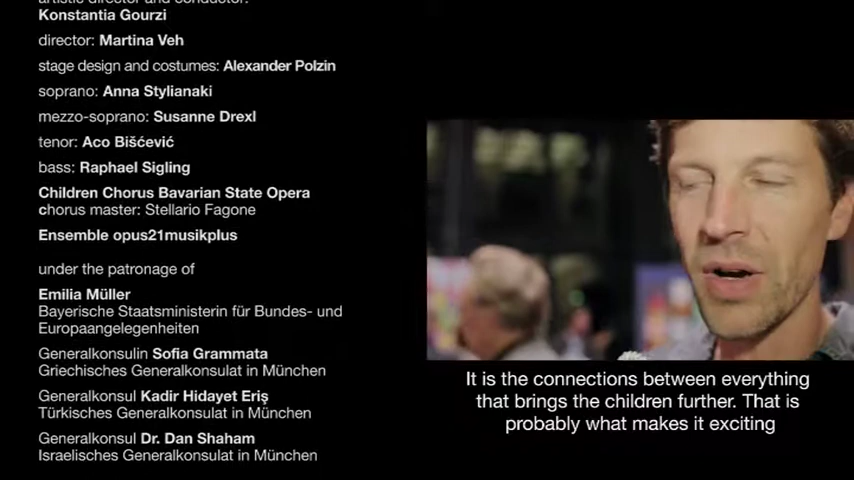 artistic director and conductor:
Konstantia Gourzi
director: Martina Veh
stage design and costumes: Alexander Polzin
soprano: Anna Stylianaki
mezzo-soprano: Susanne Drexl
tenor: Aco Bišćević
bass: Raphael Sigling
Children Chorus Bavarian State Opera
chorus master: Stellario Fagone
Ensemble opus21musikplus
under the patronage of
Emilia Müller
Bayerische Staatsministerin für Bundes- und
Europaangelegenheiten
Generalkonsulin Sofia Grammata
Griechisches Generalkonsulat in München
Generalkonsul Kadir Hidayet Eriş
Türkisches Generalkonsulat in München
Generalkonsul Dr. Dan Shaham
Israelisches Generalkonsulat in München
It is the connections between everything
that brings the children further. That is
probably what makes it exciting